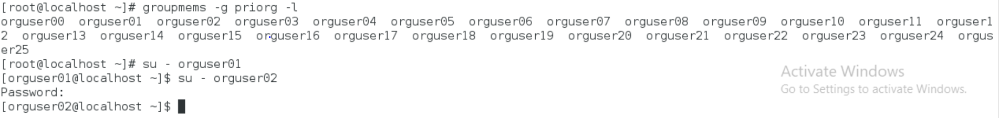 [root@localhost ~]# groupmems -g priorg -l
orguser00  orguser01  orguser02  orguser03  orguser04  orguser05  orguser06  orguser07  orguser08  orguser09  orguser10  orguser11  orguser1
2  orguser13  orguser14  orguser15  orguser16  orguser17  orguser18  orguser19  orguser20  orguser21  orguser22  orguser23  orguser24  orgus
er25
[root@localhost ~]# su - orguser01
[orguser01@localhost ~]$ su - orguser02
Password:
[orguser02@localhost ~]$
Activate Windows
Go to Settings to activate Windows.